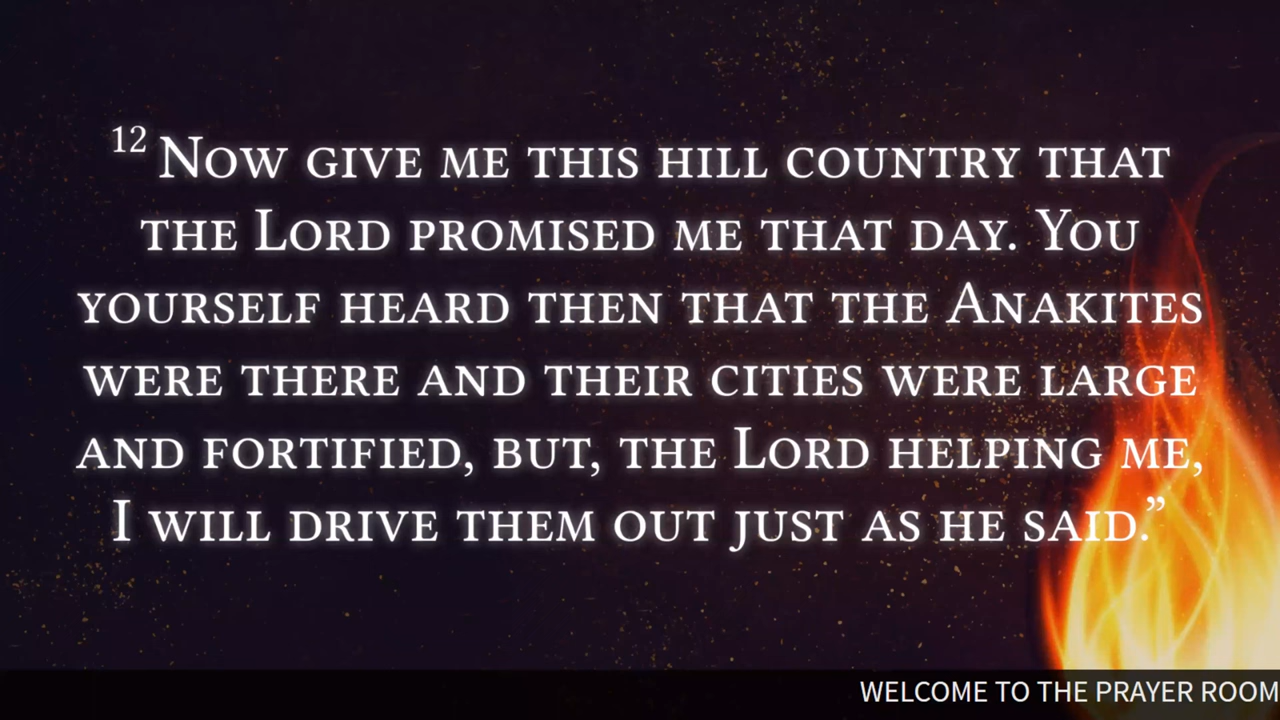 12 Now give me this hill country that
the Lord promised me that day. You
yourself heard then that the Anakites
were there and their cities were large
and fortified, but, the Lord helping me,
I will drive them out just as he said.”
WELCOME TO THE PRAYER ROOM